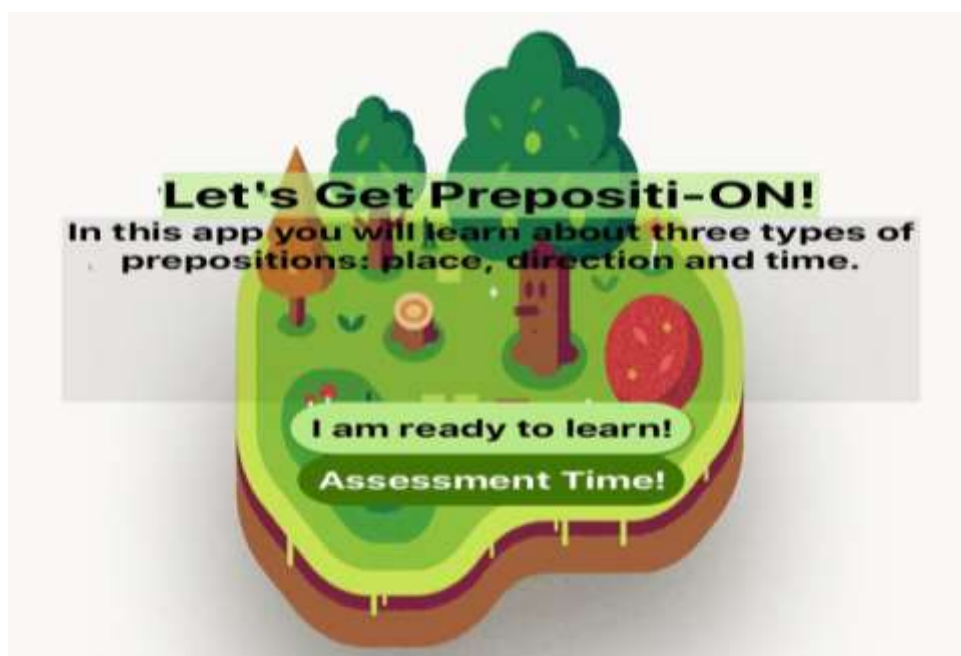 Let's Get Prepositi-ON!
In this app you will learn about three types of
prepositions: place, direction and time.
I am ready to learn!
Assessment Time!